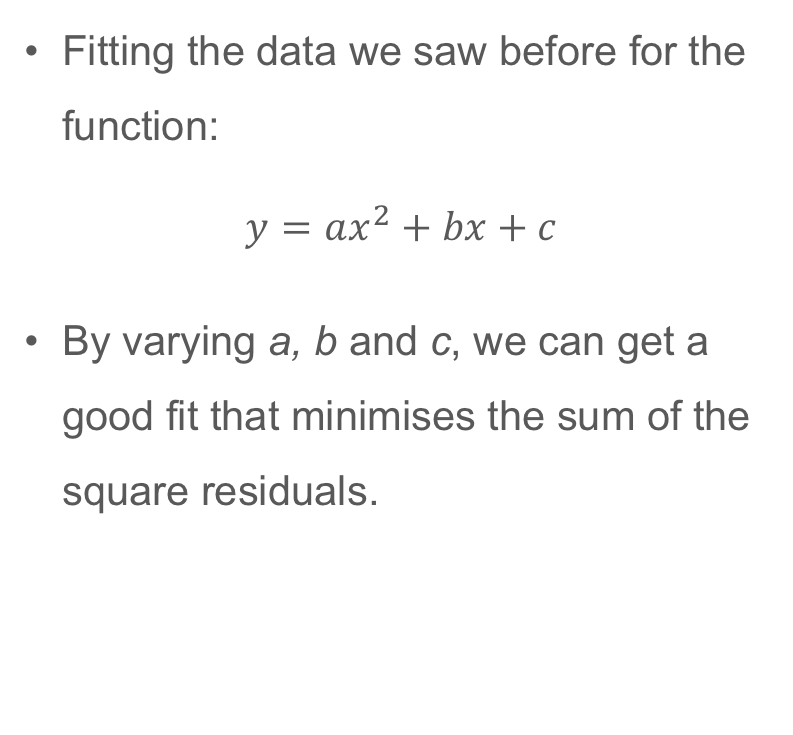 • Fitting the data we saw before for the
function:
y = ax² + bx + c
• By varying a, b and c, we can get a
good fit that minimises the sum of the
square residuals.